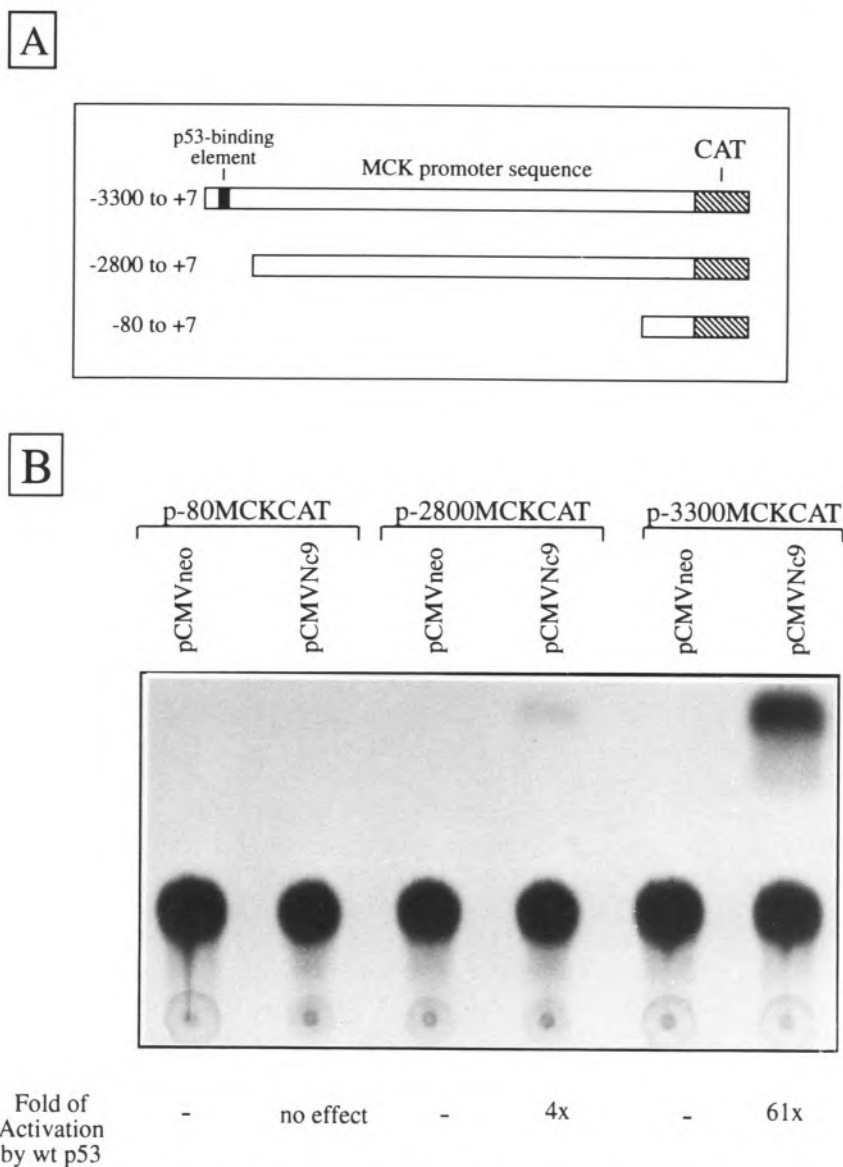 A
p53-binding
element
MCK promoter sequence
CAT
-3300 to +7
-2800 to +7
-80 to +7
B
p-80MCKCAT
p-2800MCKCAT
p-3300MCKCAT
pCMVneo
pCMVNc9
pCMVneo
pCMVNc9
pCMVneo
pCMVNc9
Fold of
Activation
by wt p53
-
no effect
-
4x
-
61x